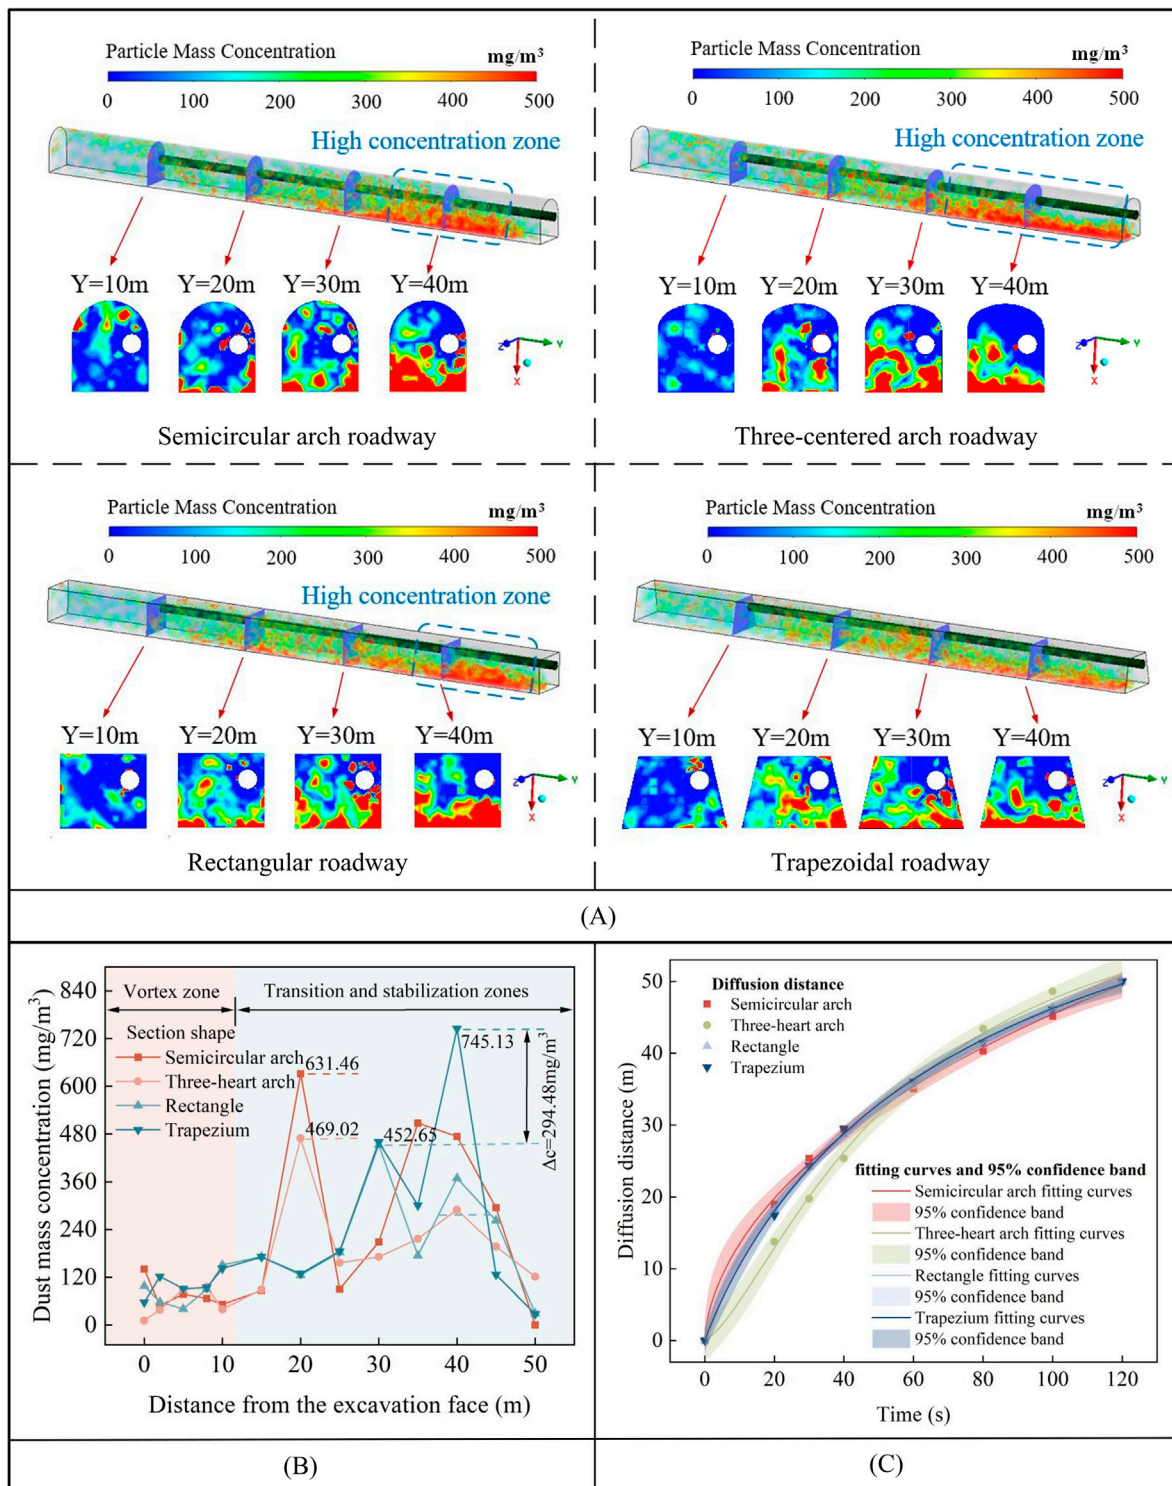 Particle Mass Concentration mg/m³
0 100 200 300 400 500
High concentration zone
Y=10m Y=20m Y=30m Y=40m
Z Y X
Semicircular arch roadway
Particle Mass Concentration mg/m³
0 100 200 300 400 500
High concentration zone
Y=10m Y=20m Y=30m Y=40m
Z Y X
Three-centered arch roadway
Particle Mass Concentration mg/m³
0 100 200 300 400 500
High concentration zone
Y=10m Y=20m Y=30m Y=40m
Z Y X
Rectangular roadway
Particle Mass Concentration mg/m³
0 100 200 300 400 500
Y=10m Y=20m Y=30m Y=40m
Z Y X
Trapezoidal roadway
(A)
Dust mass concentration (mg/m³)
840
720
600
480
360
240
120
0
Vortex zone
Transition and stabilization zones
Section shape
Semicircular arch
Three-heart arch
Rectangle
Trapezium
631.46
469.02
452.65
745.13
Δc=294.48mg/m³
0 10 20 30 40 50
Distance from the excavation face (m)
(B)
Diffusion distance (m)
50
40
30
20
10
0
Diffusion distance
Semicircular arch
Three-heart arch
Rectangle
Trapezium
fitting curves and 95% confidence band
Semicircular arch fitting curves
95% confidence band
Three-heart arch fitting curves
95% confidence band
Rectangle fitting curves
95% confidence band
Trapezium fitting curves
95% confidence band
0 20 40 60 80 100 120
Time (s)
(C)